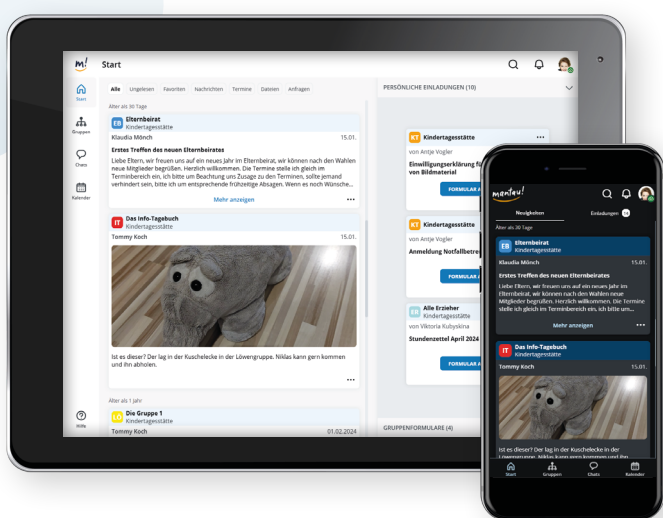 m!
Start
Start
Gruppen
Chats
Kalender
Hilfe
Alle Ungelesen Favoriten Nachrichten Termine Dateien Anfragen
Älter als 30 Tage
EB Elternbeirat
Kindertagesstätte
Klaudia Mönch 15.01.
Erstes Treffen des neuen Elternbeirates
Liebe Eltern, wir freuen uns auf ein neues Jahr im Elternbeirat, wir können nach den Wahlen
neue Mitglieder begrüßen. Herzlich willkommen. Die Termine stelle ich gleich im
Terminbereich ein, ich bitte um Beachtung uns Zusage zu den Terminen, sollte jemand
verhindert sein, bitte ich um entsprechende frühzeitige Absagen. Wenn es noch Wünsche...
Mehr anzeigen
IT Das Info-Tagebuch
Kindertagesstätte
Tommy Koch 15.01.
Ist es dieser? Der lag in der Kuschelecke in der Löwengruppe. Niklas kann gern kommen
und ihn abholen.
Älter als 1 Jahr
LÖ Die Gruppe 1
Kindertagesstätte
Tommy Koch 01.02.2024
PERSÖNLICHE EINLADUNGEN (10)
KT Kindertagesstätte
von Antje Vogler
Einwilligungserklärung fü
von Bildmaterial
FORMULAR A
KT Kindertagesstätte
von Antje Vogler
Anmeldung Notfallbetre
FORMULAR A
Alle Erzieher
Kindertagesstätte
von Viktoria Kubyskina
Stundenzettel April 2024
FORMULAR A
GRUPPENFORMULARE (4)
mantau!
Neuigkeiten Einladungen
Älter als 30 Tage
EB Elternbeirat
Kindertagesstätte
Klaudia Mönch 15.01.
Erstes Treffen des neuen Elternbeirates
Liebe Eltern, wir freuen uns auf ein neues Jahr im
Elternbeirat, wir können nach den Wahlen neue
Mitglieder begrüßen. Herzlich willkommen. Die Termine
stelle ich gleich im Terminbereich ein, ich bitte um...
Mehr anzeigen
IT Das Info-Tagebuch
Kindertagesstätte
Tommy Koch 15.01.
Ist es dieser? Der lag in der Kuschelecke in der
Löwengruppe. Niklas kann gern kommen und ihn
Start Gruppen Chats Kalender